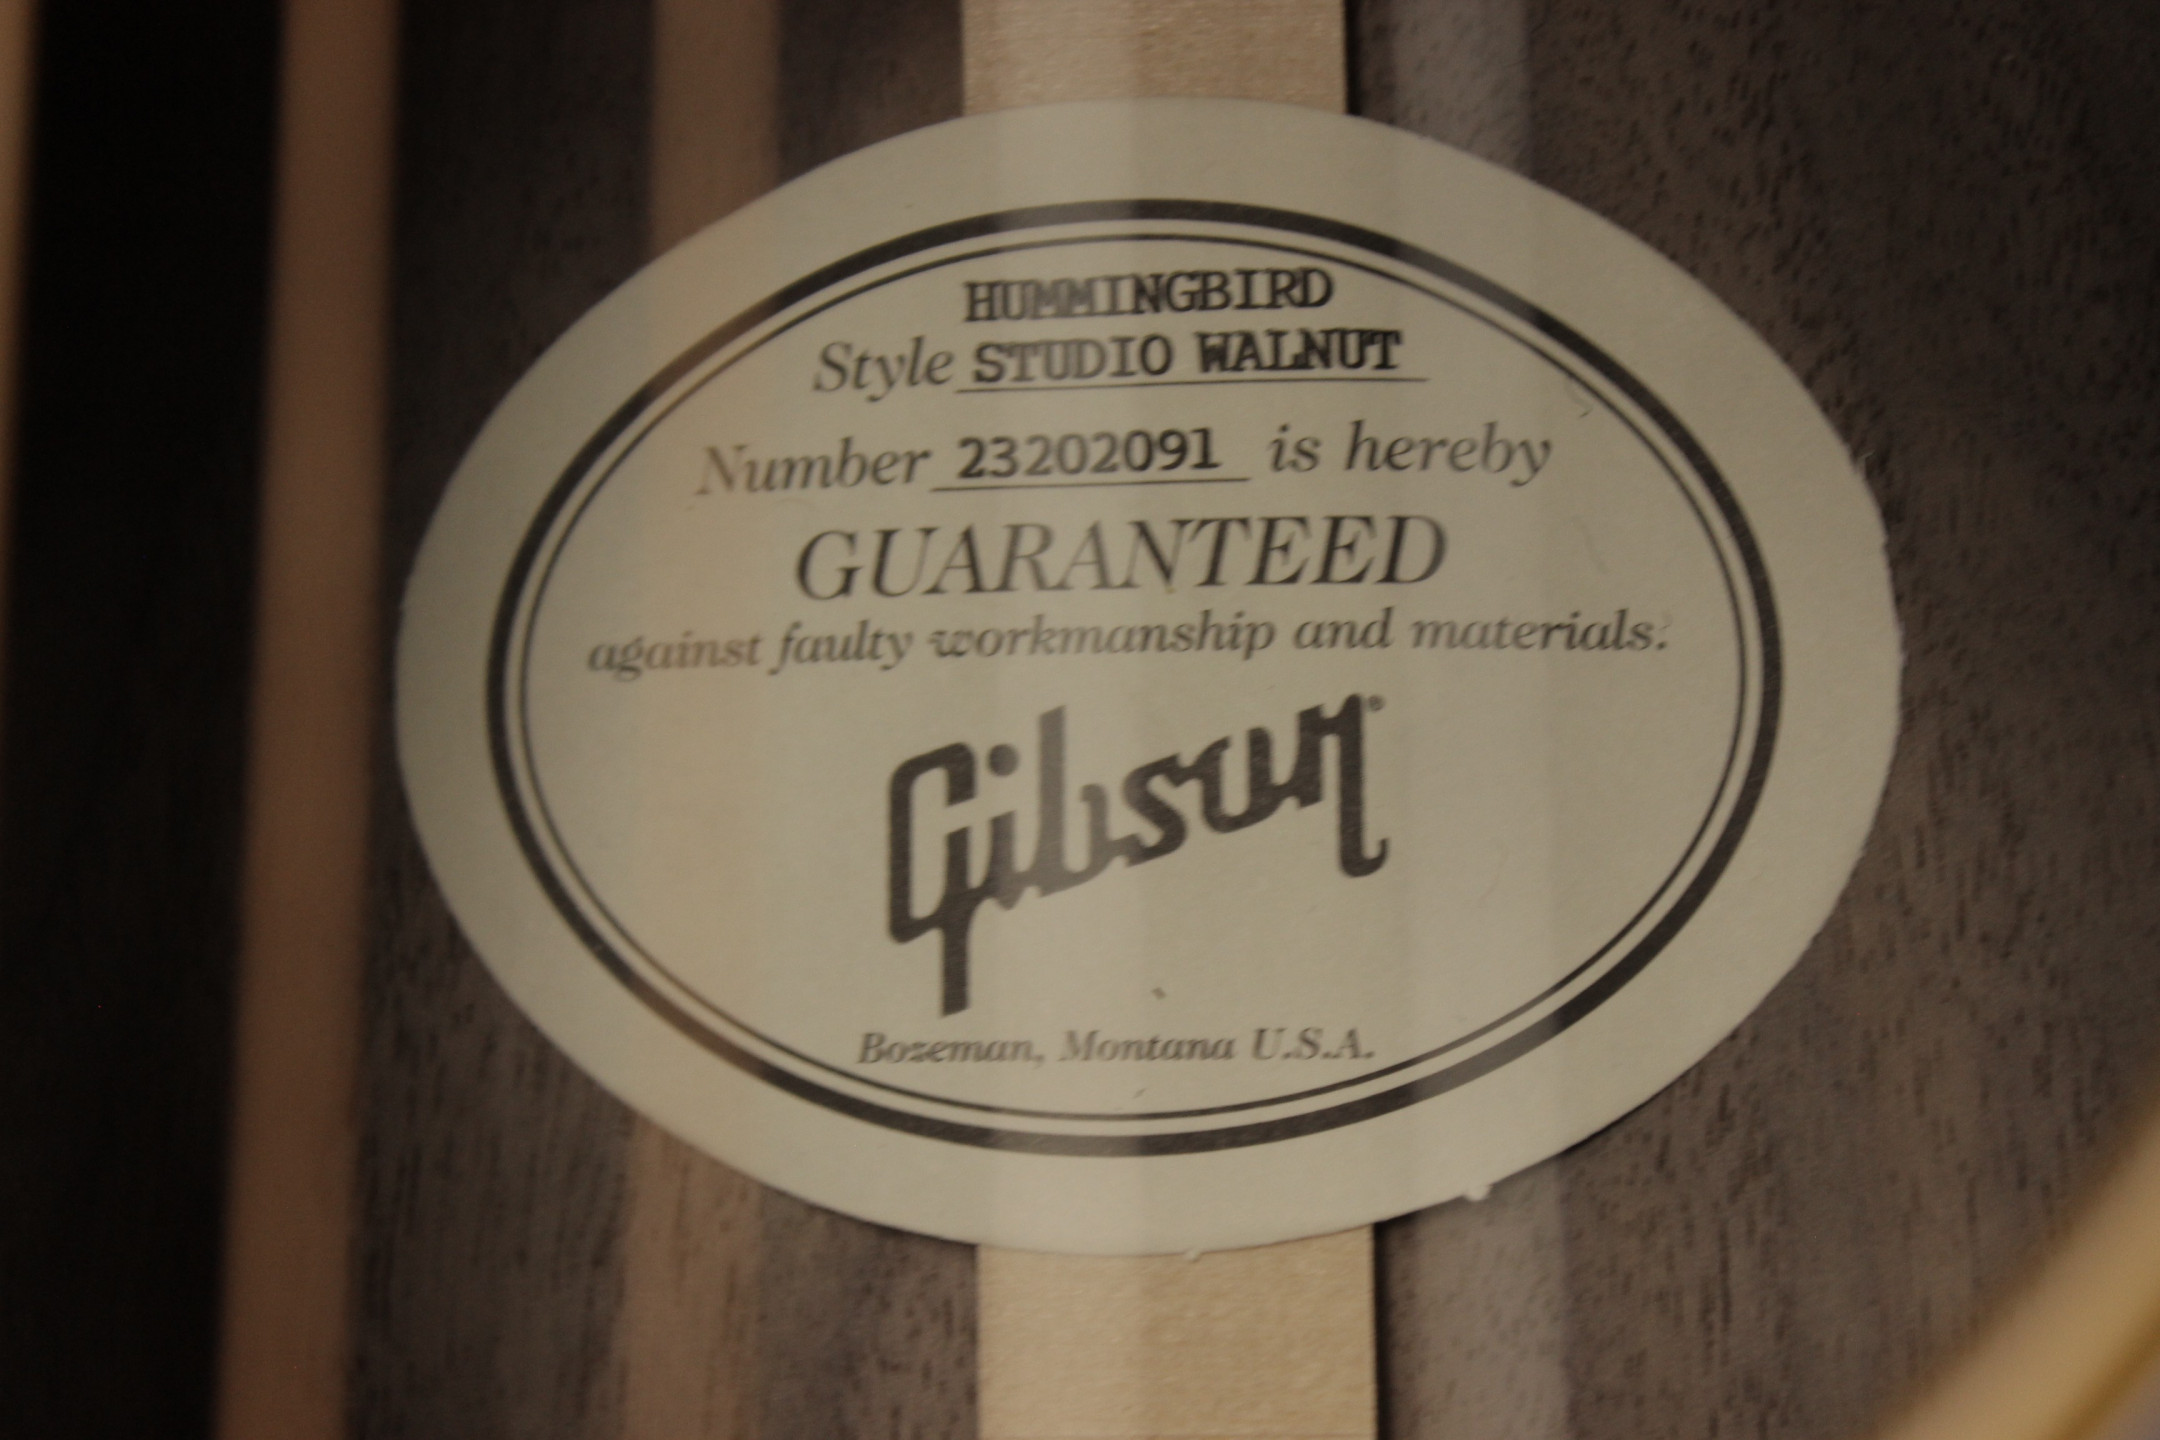 HUMMINGBIRD
Style STUDIO WALNUT
Number 23202091 is hereby
GUARANTEED
against faulty workmanship and materials.
Gibson®
Bozeman, Montana U.S.A.